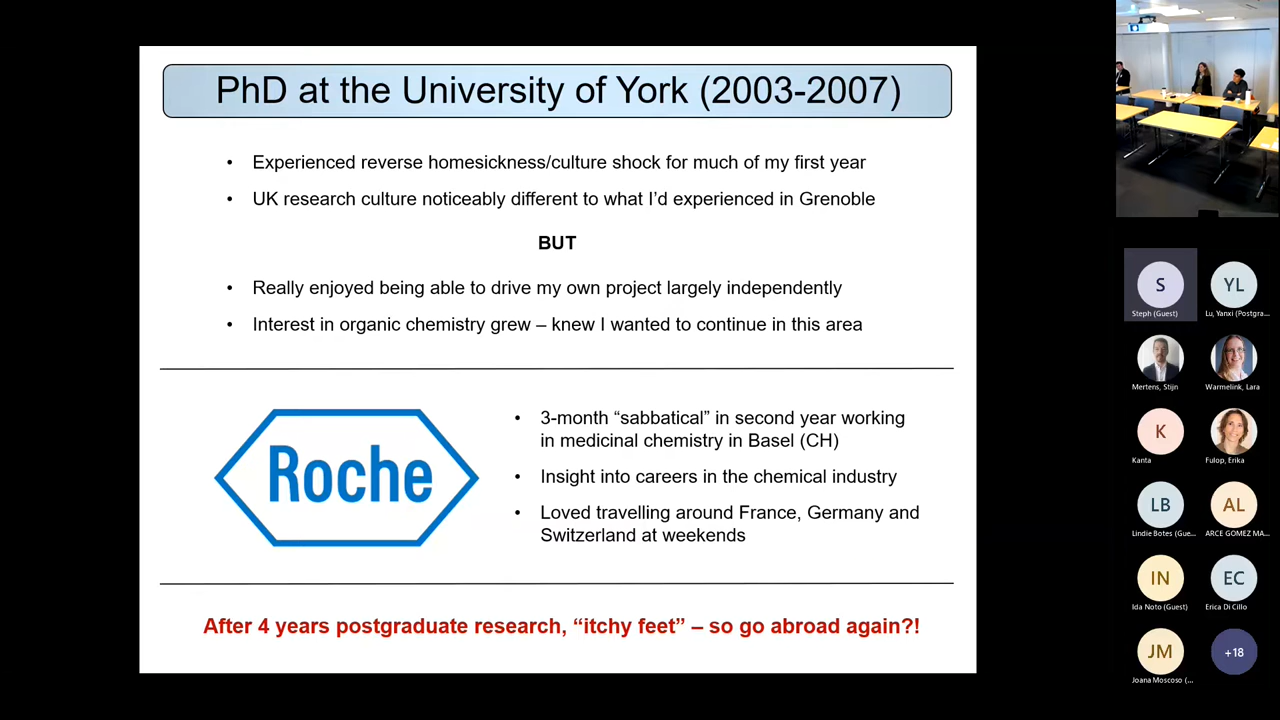 PhD at the University of York (2003-2007)
• Experienced reverse homesickness/culture shock for much of my first year
• UK research culture noticeably different to what I'd experienced in Grenoble
BUT
• Really enjoyed being able to drive my own project largely independently
• Interest in organic chemistry grew – knew I wanted to continue in this area
Roche
• 3-month “sabbatical” in second year working
in medicinal chemistry in Basel (CH)
• Insight into careers in the chemical industry
• Loved travelling around France, Germany and
Switzerland at weekends
After 4 years postgraduate research, “itchy feet” – so go abroad again?!
S
Steph (Guest)
YL
Lu, Yanxi (Postgra...
Mertens, Stijn
Warmelink, Lara
K
Kanta
Fulop, Erika
LB
Lindie Botes (Gue...
AL
ARCE GOMEZ MA...
IN
Ida Noto (Guest)
EC
Erica Di Cillo
JM
Joana Moscoso (...
+18